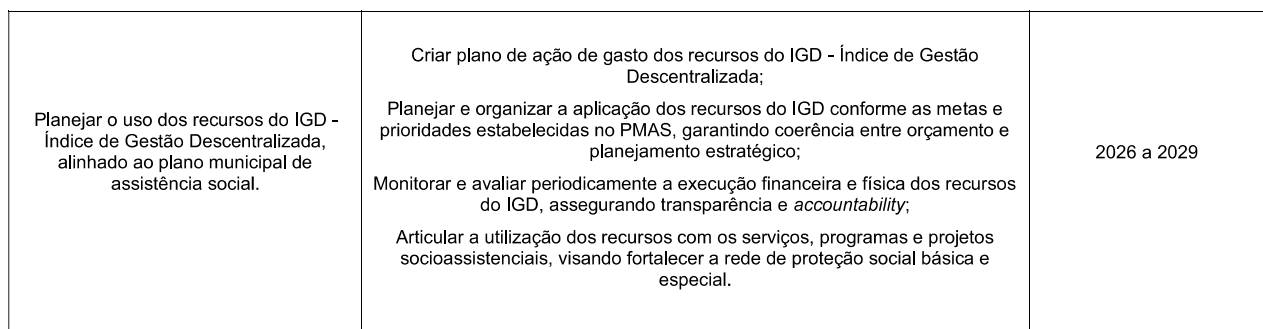 Planejar o uso dos recursos do IGD -
Índice de Gestão Descentralizada,
alinhado ao plano municipal de
assistência social.
Criar plano de ação de gasto dos recursos do IGD - Índice de Gestão
Descentralizada;
Planejar e organizar a aplicação dos recursos do IGD conforme as metas e
prioridades estabelecidas no PMAS, garantindo coerência entre orçamento e
planejamento estratégico;
Monitorar e avaliar periodicamente a execução financeira e física dos recursos
do IGD, assegurando transparência e accountability;
Articular a utilização dos recursos com os serviços, programas e projetos
socioassistenciais, visando fortalecer a rede de proteção social básica e
especial.
2026 a 2029